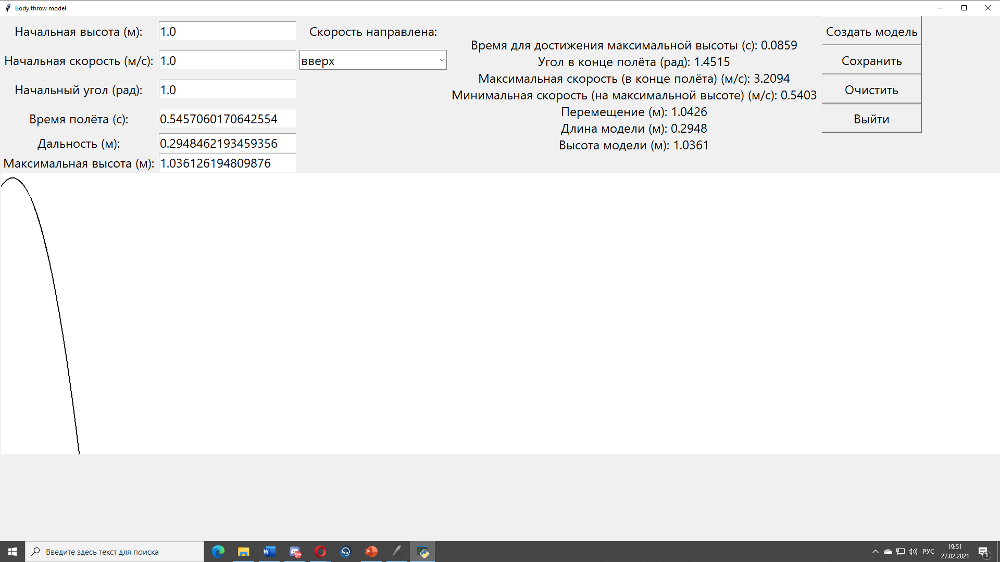 Body throw model
Начальная высота (м): 1.0
Скорость направлена:
Начальная скорость (м/с): 1.0
вверх
Начальный угол (рад): 1.0
Время полёта (с): 0.5457060170642554
Дальность (м): 0.2948462193459356
Максимальная высота (м): 1.036126194809876
Время для достижения максимальной высоты (с): 0.0859
Угол в конце полёта (рад): 1.4515
Максимальная скорость (в конце полёта) (м/с): 3.2094
Минимальная скорость (на максимальной высоте) (м/с): 0.5403
Перемещение (м): 1.0426
Длина модели (м): 0.2948
Высота модели (м): 1.0361
Создать модель
Сохранить
Очистить
Выйти
Введите здесь текст для поиска
9+
РУС
19:51
27.02.2021
1